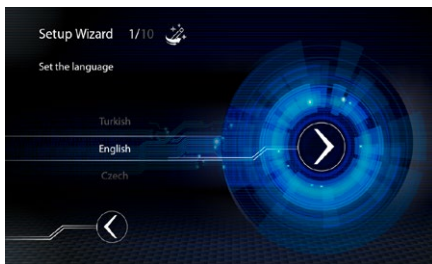 Setup Wizard 1/10
Set the language
Turkish
English
Czech